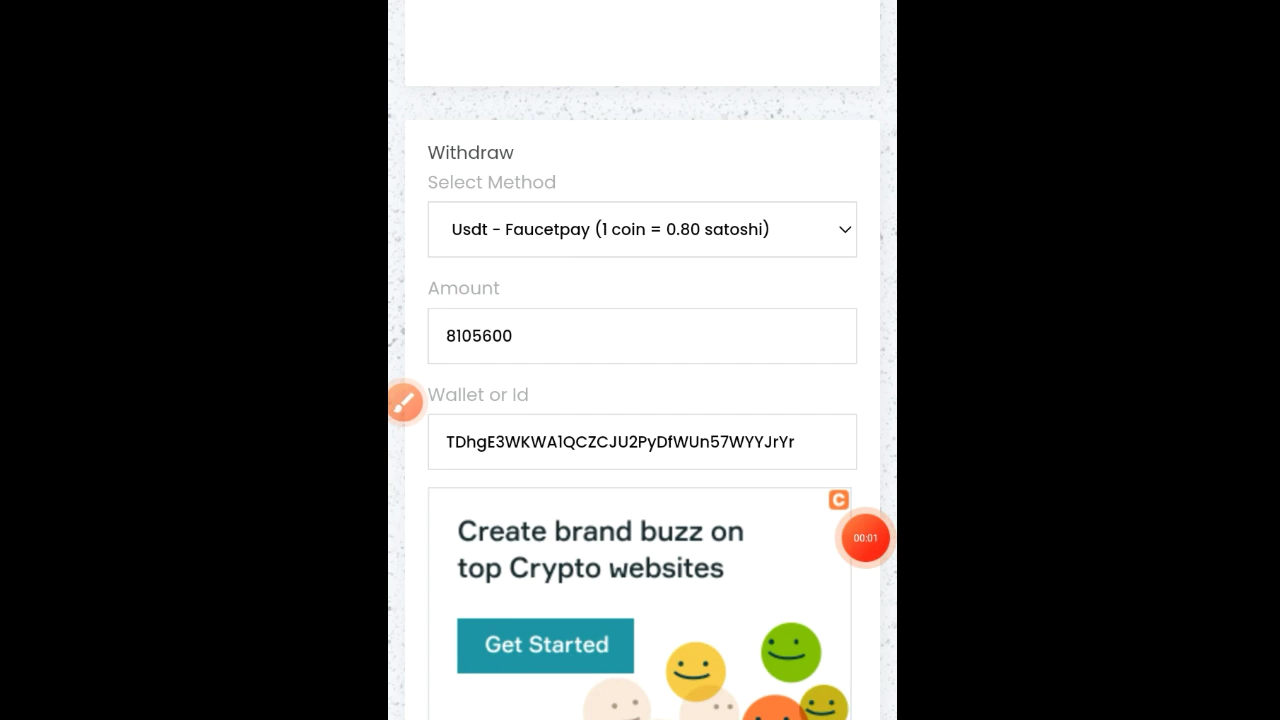 Withdraw
Select Method
Usdt - Faucetpay (1 coin = 0.80 satoshi)
Amount
8105600
Wallet or Id
TDhgE3WKWA1QCZCJU2PyDfWUn57WYYJrYr
C
Create brand buzz on
top Crypto websites
00:01
Get Started